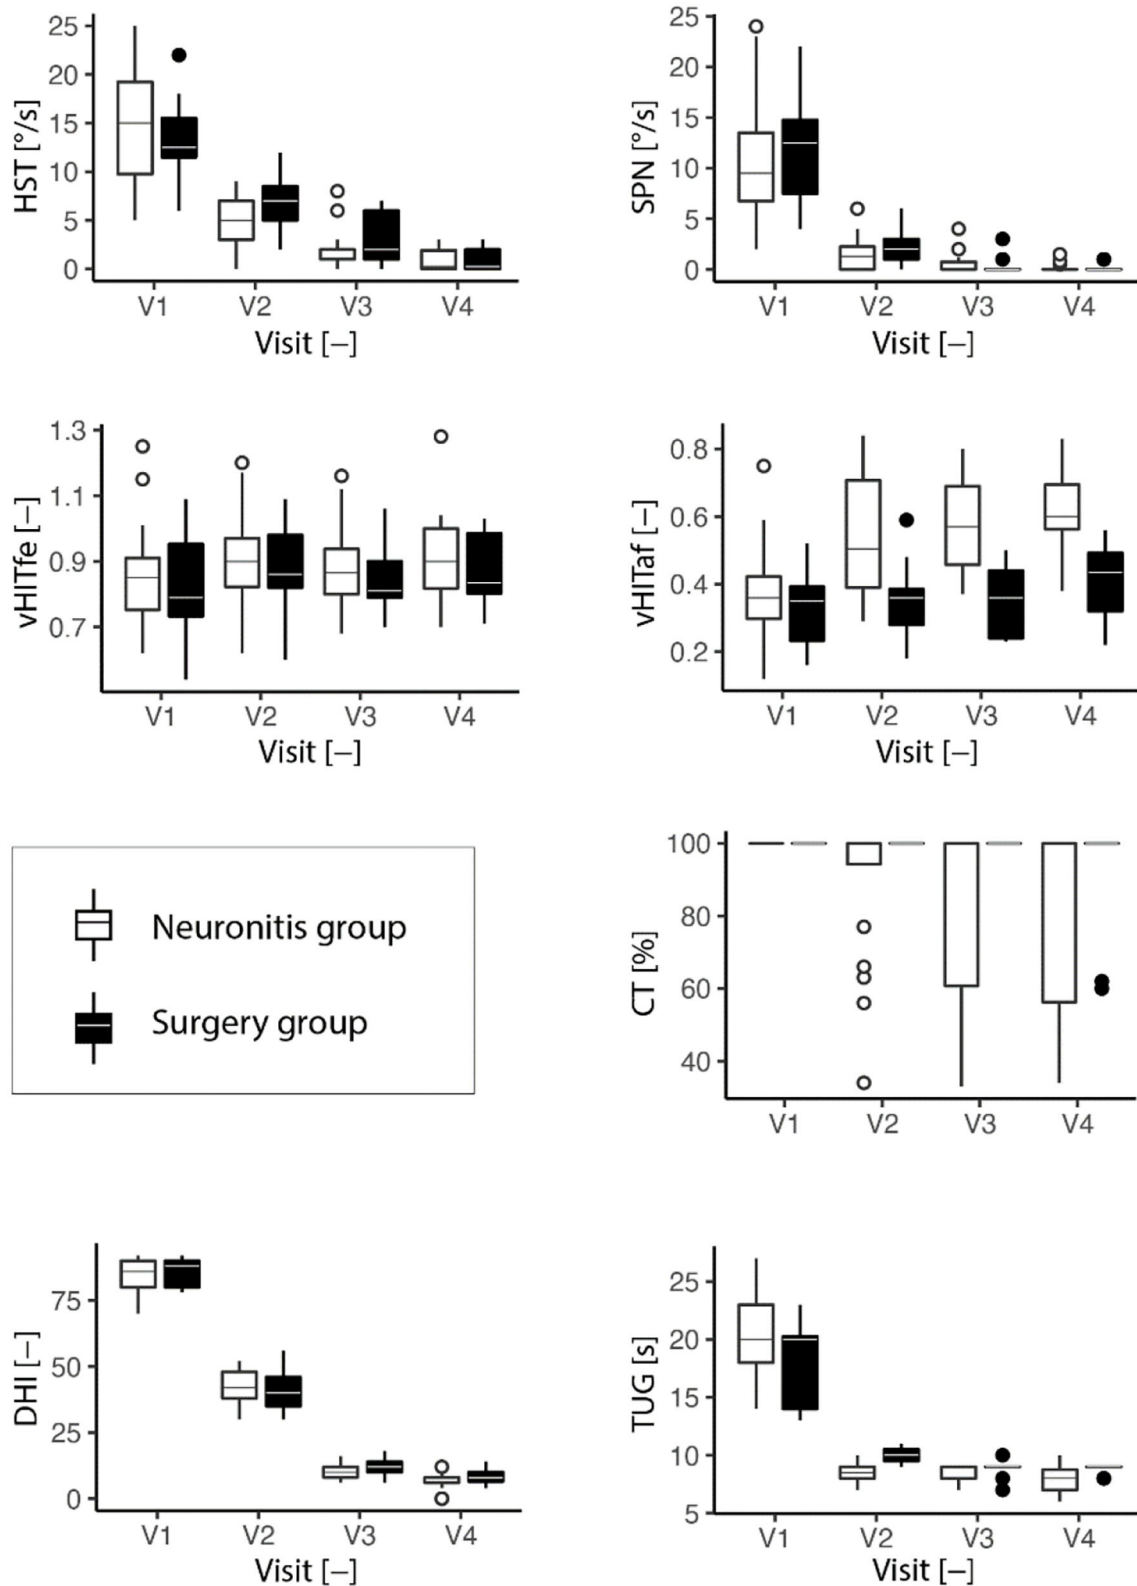 HST [°/s]
25
20
15
10
5
0
V1 V2 V3 V4
Visit [–]
SPN [°/s]
25
20
15
10
5
0
V1 V2 V3 V4
Visit [–]
vHITfe [–]
1.3
1.1
0.9
0.7
V1 V2 V3 V4
Visit [–]
vHITaf [–]
0.8
0.6
0.4
0.2
V1 V2 V3 V4
Visit [–]
Neuronitis group
Surgery group
CT [%]
100
80
60
40
V1 V2 V3 V4
DHI [–]
75
50
25
0
V1 V2 V3 V4
Visit [–]
TUG [s]
25
20
15
10
5
V1 V2 V3 V4
Visit [–]